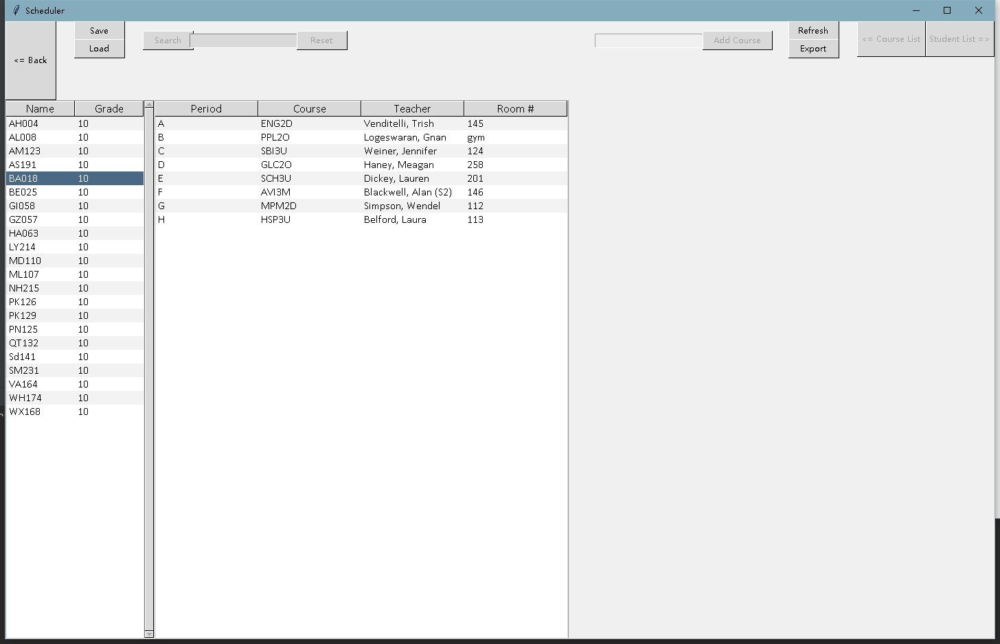 Scheduler
<= Back
Save
Load
Search
Reset
Add Course
Refresh
Export
<= Course List
Student List =>
Name Grade
AH004 10
AL008 10
AM123 10
AS191 10
BA018 10
BE025 10
GI058 10
GZ057 10
HA063 10
LY214 10
MD110 10
ML107 10
NH215 10
PK126 10
PK129 10
PN125 10
QT132 10
Sd141 10
SM231 10
VA164 10
WH174 10
WX168 10
Period Course Teacher Room #
A ENG2D Venditelli, Trish 145
B PPL2O Logeswaran, Gnan gym
C SBI3U Weiner, Jennifer 124
D GLC2O Haney, Meagan 258
E SCH3U Dickey, Lauren 201
F AVI3M Blackwell, Alan (S2) 146
G MPM2D Simpson, Wendel 112
H HSP3U Belford, Laura 113